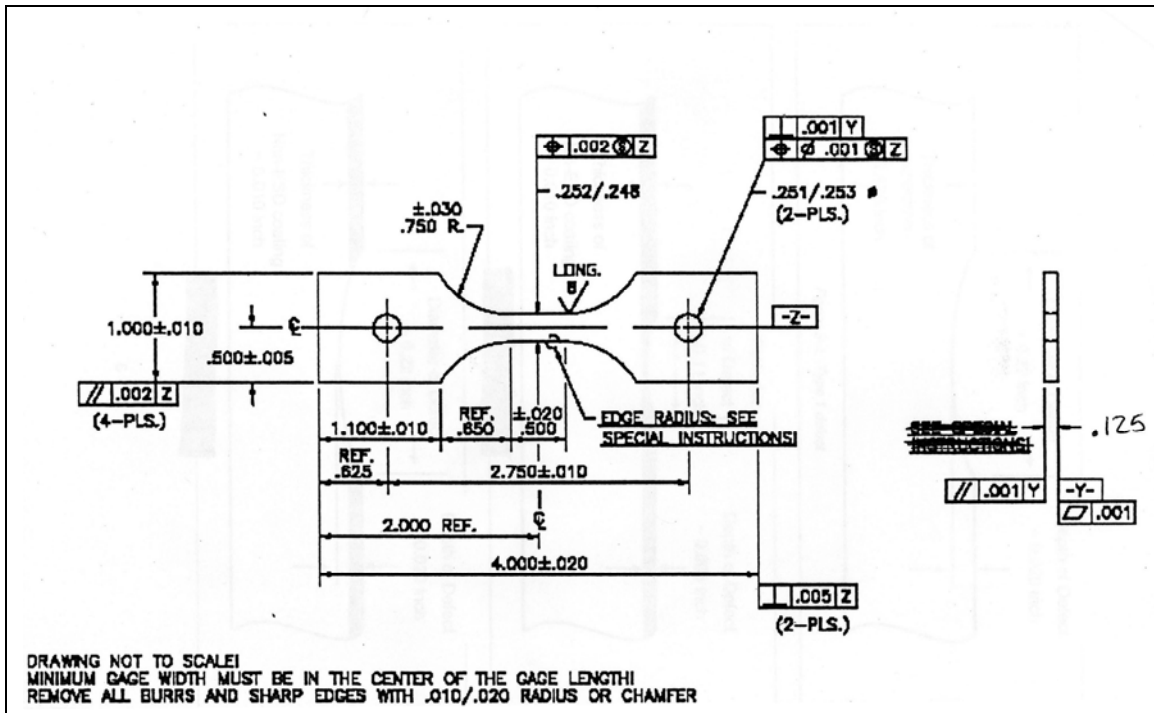 ⊥ .001 Y
⌖ .002 Ⓢ Z
⌖ ⌀ .001 Ⓢ Z
.252/.248
.251/.253 ⌀
(2-PLS.)
±.030
.750 R.
LONG.
8
1.000±.010
℄
-Z-
.500±.005
// .002 Z
(4-PLS.)
EDGE RADIUS: SEE
SPECIAL INSTRUCTIONS!
REF.
.650
±.020
.500
1.100±.010
REF.
.625
2.750±.010
2.000 REF.
℄
4.000±.020
⊥ .005 Z
(2-PLS.)
SEE SPECIAL
INSTRUCTIONS!
.125
// .001 Y
-Y-
⏥ .001
DRAWING NOT TO SCALE!
MINIMUM GAGE WIDTH MUST BE IN THE CENTER OF THE GAGE LENGTH!
REMOVE ALL BURRS AND SHARP EDGES WITH .010/.020 RADIUS OR CHAMFER